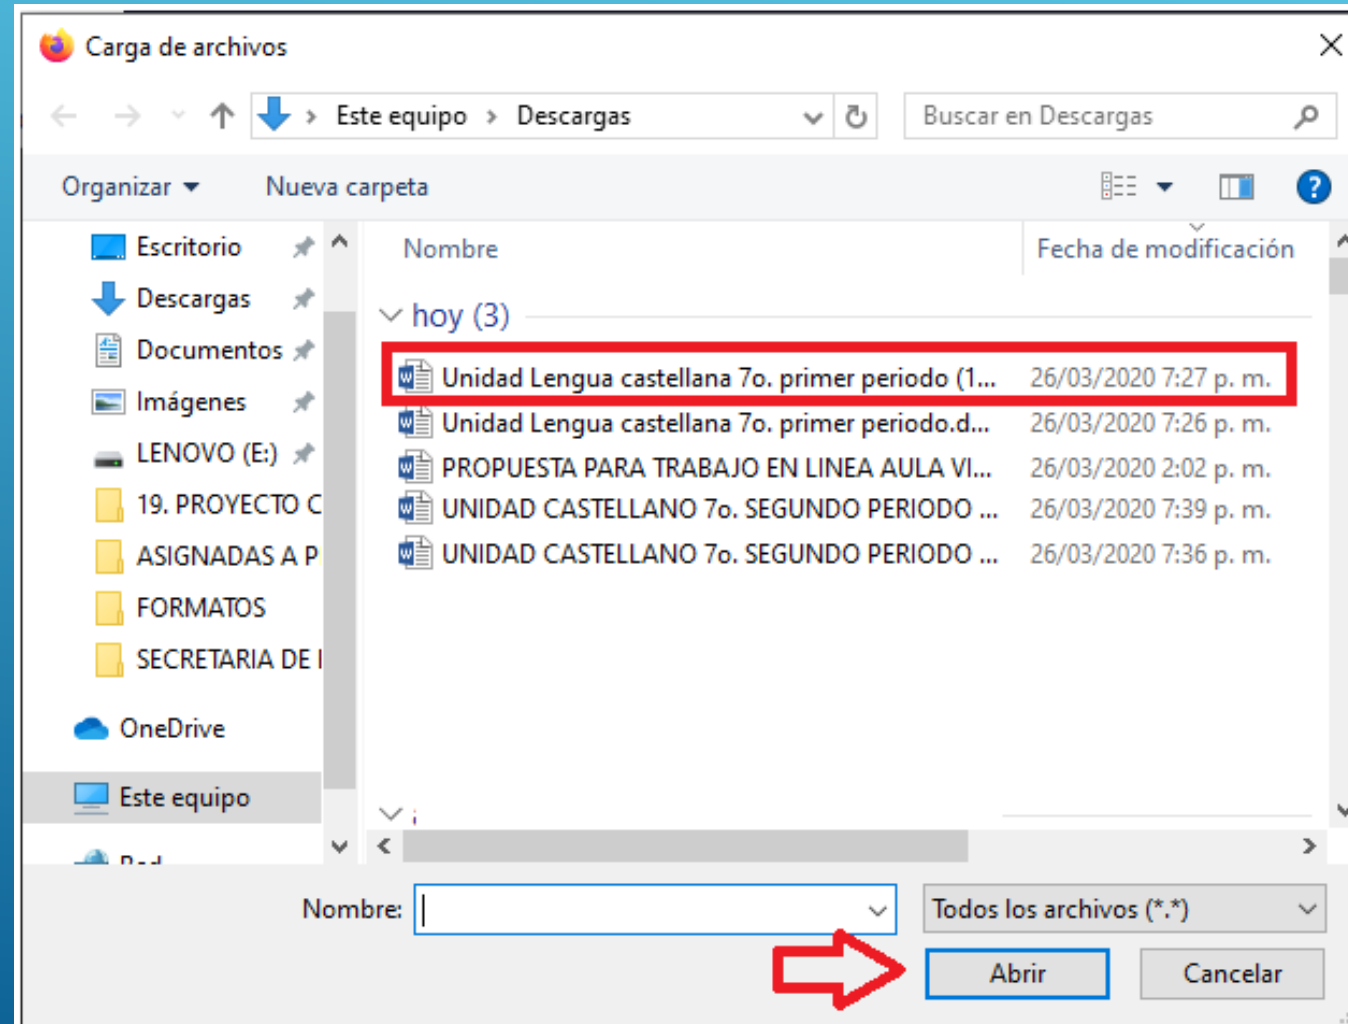 Carga de archivos
Este equipo > Descargas
Buscar en Descargas
Organizar
Nueva carpeta
Escritorio
Descargas
Documentos
Imágenes
LENOVO (E:)
19. PROYECTO C
ASIGNADAS A P
FORMATOS
SECRETARIA DE
OneDrive
Este equipo
Nombre Fecha de modificación
hoy (3)
Unidad Lengua castellana 7o. primer periodo (1... 26/03/2020 7:27 p. m.
Unidad Lengua castellana 7o. primer periodo.d... 26/03/2020 7:26 p. m.
PROPUESTA PARA TRABAJO EN LINEA AULA VI... 26/03/2020 2:02 p. m.
UNIDAD CASTELLANO 7o. SEGUNDO PERIODO ... 26/03/2020 7:39 p. m.
UNIDAD CASTELLANO 7o. SEGUNDO PERIODO ... 26/03/2020 7:36 p. m.
Nombre:
Todos los archivos (*.*)
Abrir
Cancelar